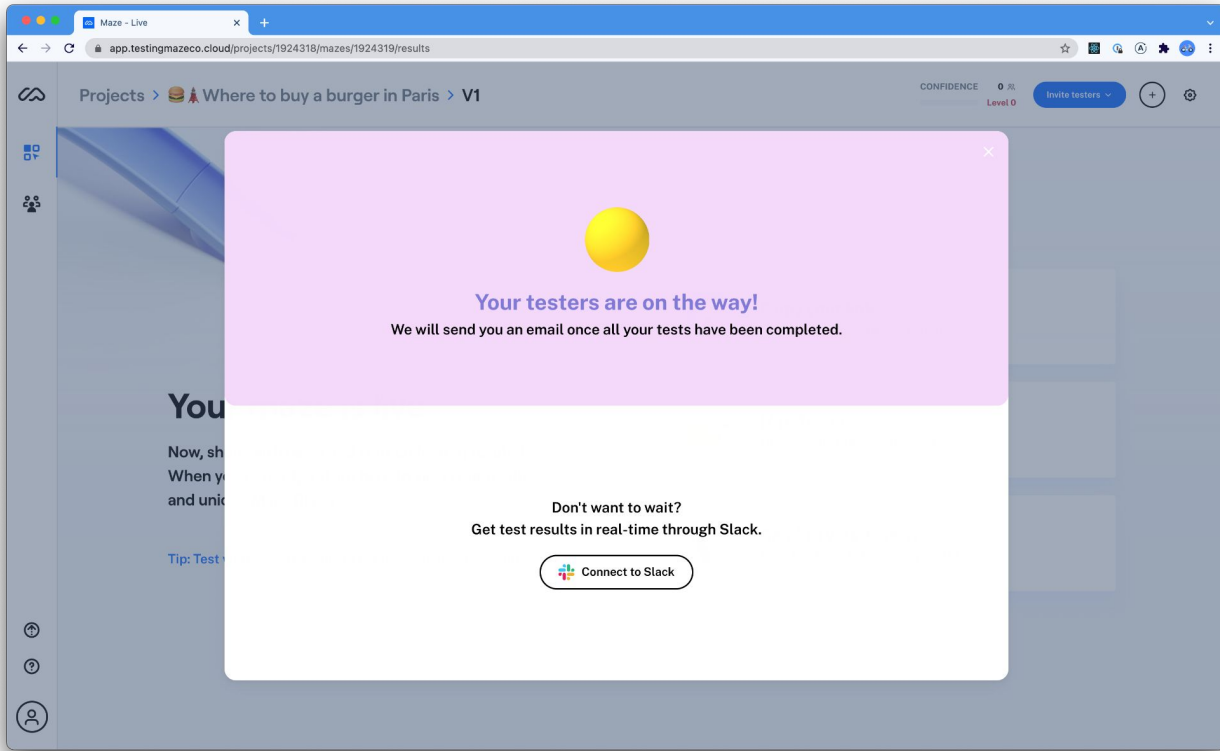 Maze - Live
app.testingmazeco.cloud/projects/1924318/mazes/1924319/results
Projects > 🍔🗼Where to buy a burger in Paris > V1
CONFIDENCE 0
Level 0
Invite testers
Your testers are on the way!
We will send you an email once all your tests have been completed.
You
Now, sh
When y
and uniq
Tip: Test
Don't want to wait?
Get test results in real-time through Slack.
Connect to Slack